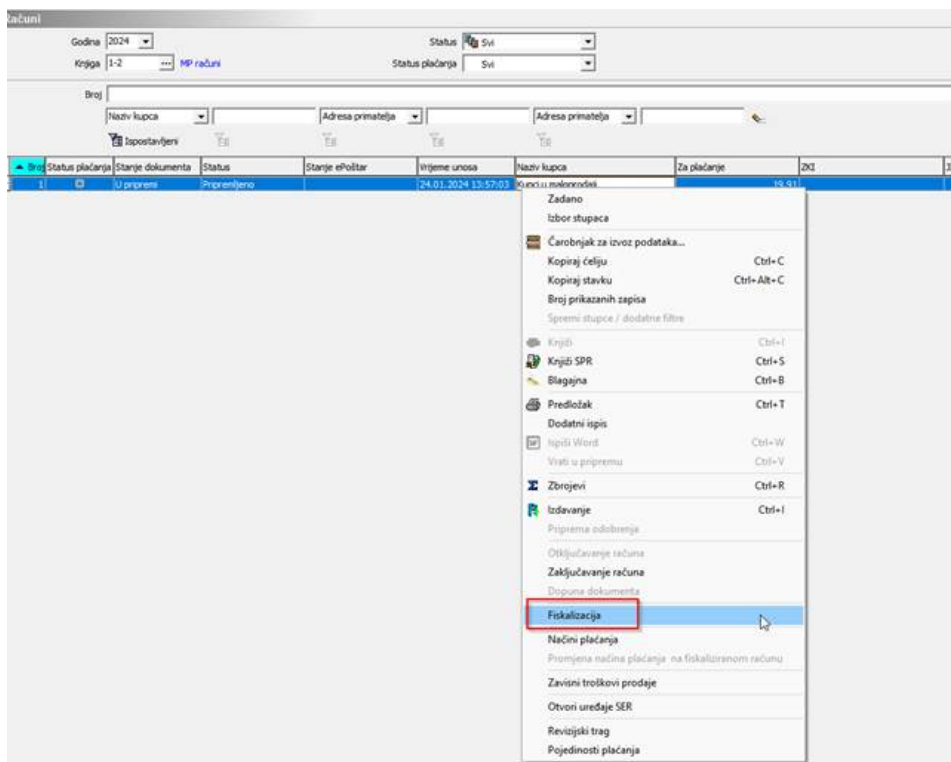 Računi
Godina 2024 Status Svi
Knjiga 1-2 ... MP računi Status plaćanja Svi
Broj
Naziv kupca Adresa primatelja Adresa primatelja
Ispostavljeni
Broj Status plaćanja Stanje dokumenta Status Stanje ePoštar Vrijeme unosa Naziv kupca Za plaćanje ZKI J
1 U pripremi Pripremljeno 24.01.2024 13:57:03 Kupci u maloprodaji 19,91
Zadano
Izbor stupaca
Čarobnjak za izvoz podataka...
Kopiraj ćeliju Ctrl+C
Kopiraj stavku Ctrl+Alt+C
Broj prikazanih zapisa
Spremi stupce / dodatne filtre
Knjiži Ctrl+I
Knjiži SPR Ctrl+S
Blagajna Ctrl+B
Predložak Ctrl+T
Dodatni ispis
Ispiši Word Ctrl+W
Vrati u pripremu Ctrl+V
Zbrojevi Ctrl+R
Izdavanje Ctrl+I
Priprema odobrenja
Otključavanje računa
Zaključavanje računa
Dopuna dokumenta
Fiskalizacija
Načini plaćanja
Promjena načina plaćanja na fiskaliziranom računu
Zavisni troškovi prodaje
Otvori uređaje SER
Revizijski trag
Pojedinosti plaćanja